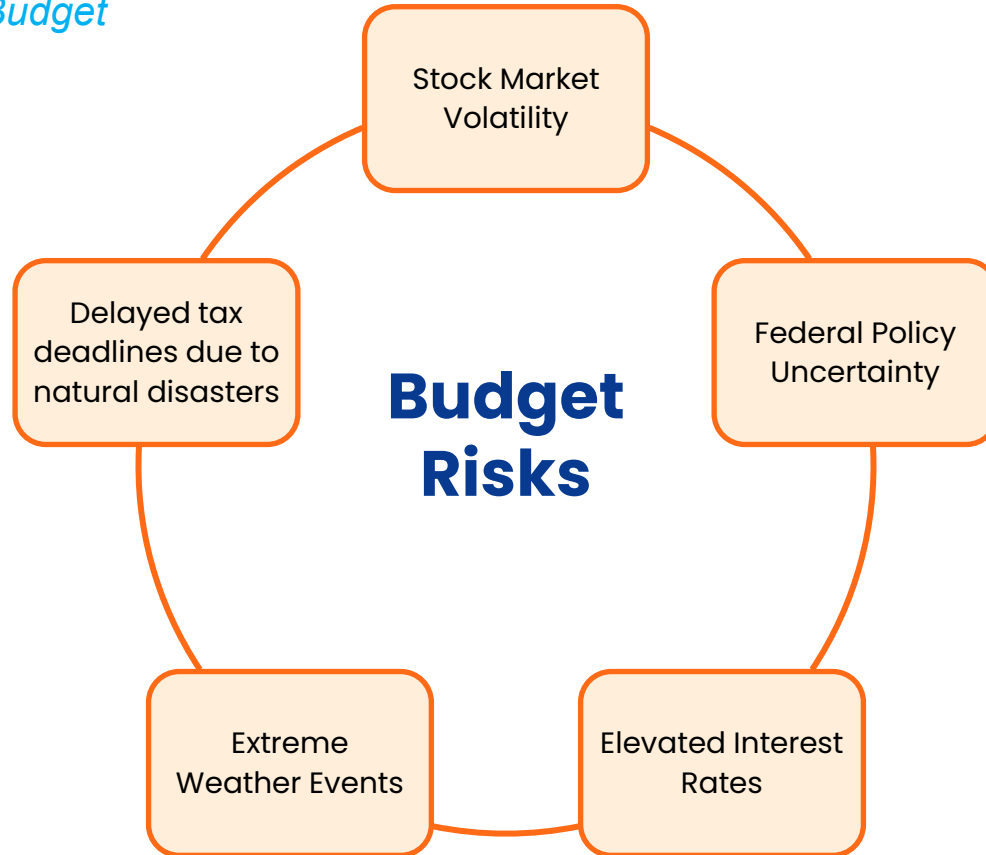 Budget
Stock Market
Volatility
Delayed tax
deadlines due to
natural disasters
Federal Policy
Uncertainty
Budget
Risks
Extreme
Weather Events
Elevated Interest
Rates